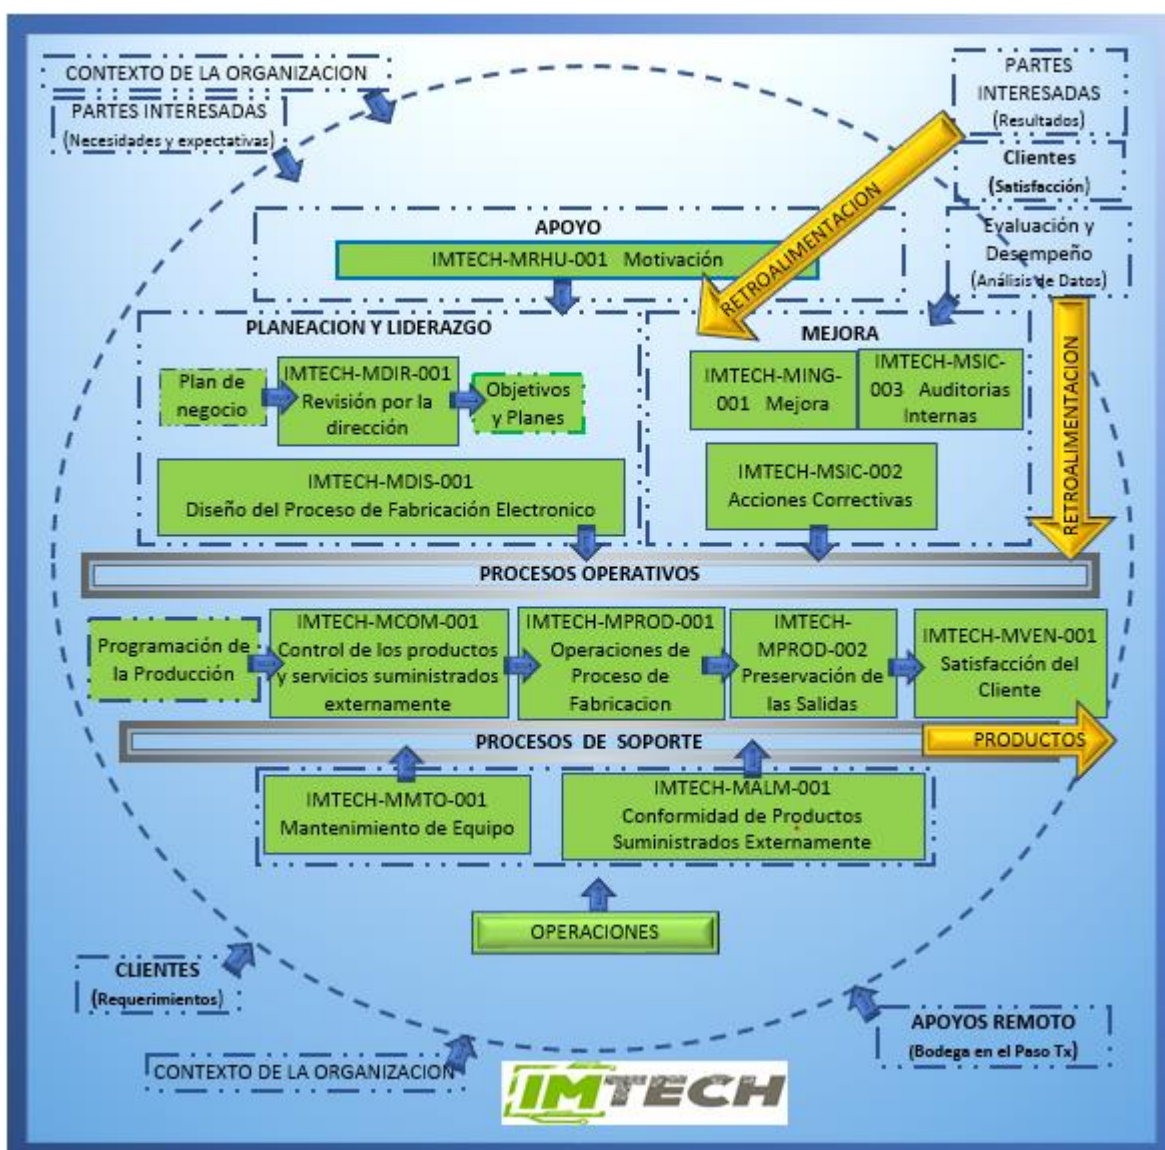 CONTEXTO DE LA ORGANIZACION
PARTES INTERESADAS
(Necesidades y expectativas)
PARTES
INTERESADAS
(Resultados)
Clientes
(Satisfacción)
Evaluación y
Desempeño
(Análisis de Datos)
RETROALIMENTACION
RETROALIMENTACION
APOYO
IMTECH-MRHU-001 Motivación
PLANEACION Y LIDERAZGO
Plan de
negocio
IMTECH-MDIR-001
Revisión por la
dirección
Objetivos
y Planes
IMTECH-MDIS-001
Diseño del Proceso de Fabricación Electronico
MEJORA
IMTECH-MING-
001 Mejora
IMTECH-MSIC-
003 Auditorias
Internas
IMTECH-MSIC-002
Acciones Correctivas
PROCESOS OPERATIVOS
Programación de
la Producción
IMTECH-MCOM-001
Control de los productos
y servicios suministrados
externamente
IMTECH-MPROD-001
Operaciones de
Proceso de
Fabricacion
IMTECH-
MPROD-002
Preservación de
las Salidas
IMTECH-MVEN-001
Satisfacción del
Cliente
PROCESOS DE SOPORTE
PRODUCTOS
IMTECH-MMTO-001
Mantenimiento de Equipo
IMTECH-MALM-001
Conformidad de Productos
Suministrados Externamente
OPERACIONES
CLIENTES
(Requerimientos)
APOYOS REMOTO
(Bodega en el Paso Tx)
CONTEXTO DE LA ORGANIZACION
IMTECH